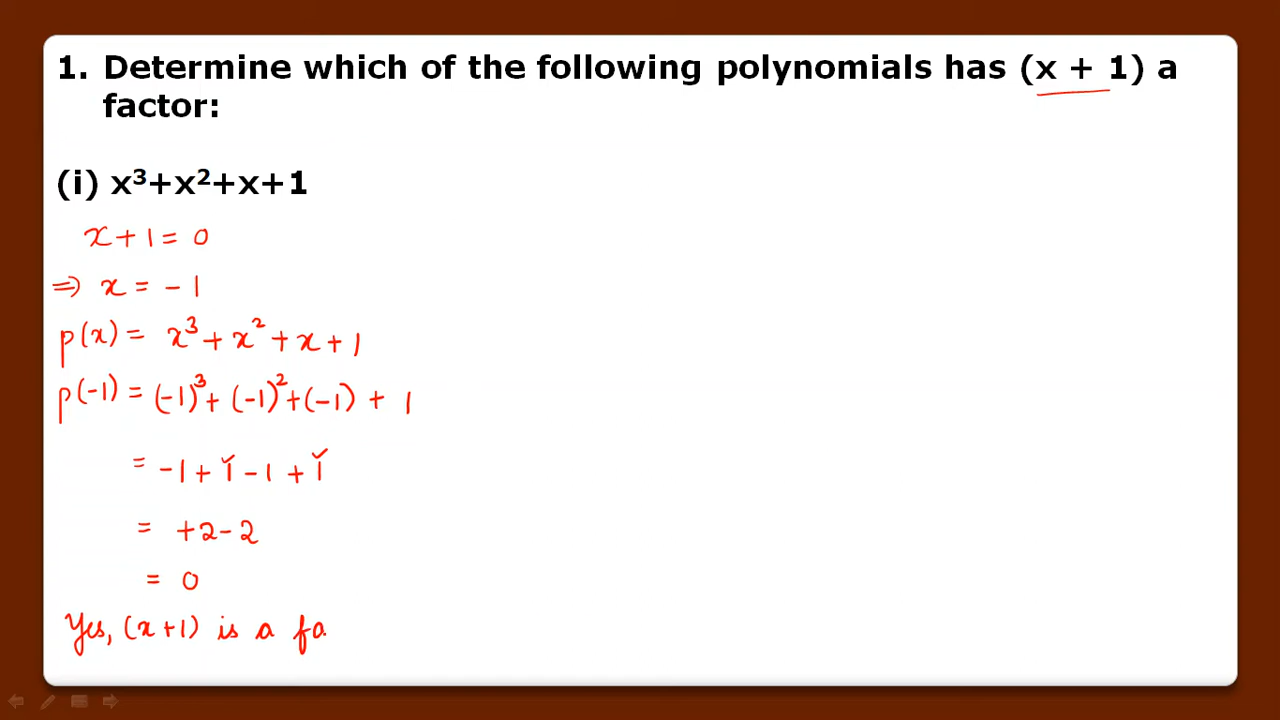 1. Determine which of the following polynomials has (x + 1) a
factor:
(i) x³+x²+x+1
x + 1 = 0
⇒ x = - 1
p(x) = x³ + x² + x + 1
p(-1) = (-1)³ + (-1)² + (-1) + 1
= -1 + 1 - 1 + 1
= +2 - 2
= 0
Yes, (x+1) is a fa